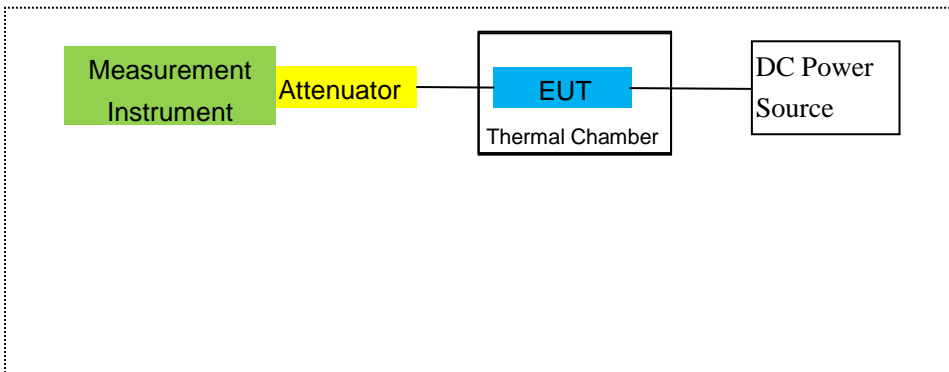 Measurement
Instrument
Attenuator
EUT
Thermal Chamber
DC Power
Source